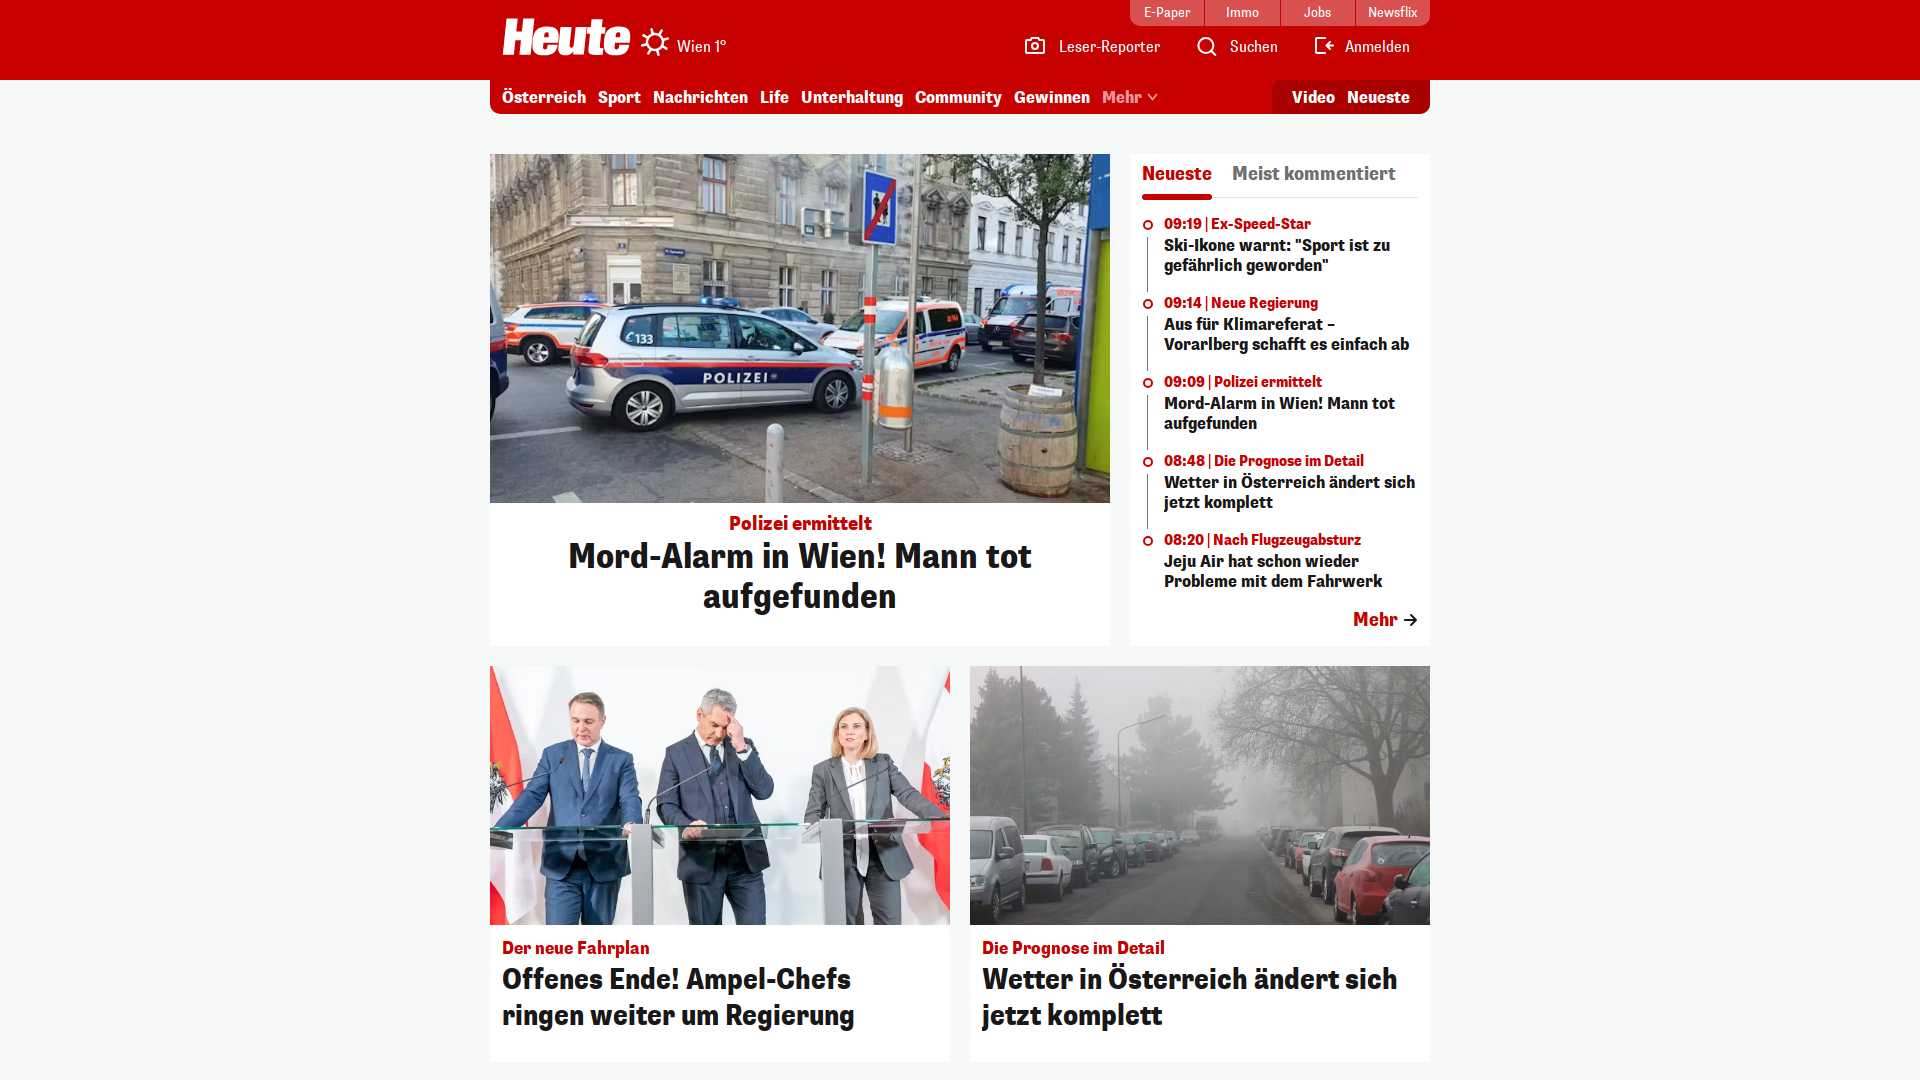 E-Paper
Immo
Jobs
Newsflix
Heute
Wien 1°
Leser-Reporter
Suchen
Anmelden
Österreich
Sport
Nachrichten
Life
Unterhaltung
Community
Gewinnen
Mehr
Video
Neueste
133
POLIZEI
Polizei ermittelt
Mord-Alarm in Wien! Mann tot
aufgefunden
Neueste
Meist kommentiert
09:19 | Ex-Speed-Star
Ski-Ikone warnt: "Sport ist zu
gefährlich geworden"
09:14 | Neue Regierung
Aus für Klimareferat –
Vorarlberg schafft es einfach ab
09:09 | Polizei ermittelt
Mord-Alarm in Wien! Mann tot
aufgefunden
08:48 | Die Prognose im Detail
Wetter in Österreich ändert sich
jetzt komplett
08:20 | Nach Flugzeugabsturz
Jeju Air hat schon wieder
Probleme mit dem Fahrwerk
Mehr
Der neue Fahrplan
Offenes Ende! Ampel-Chefs
ringen weiter um Regierung
Die Prognose im Detail
Wetter in Österreich ändert sich
jetzt komplett